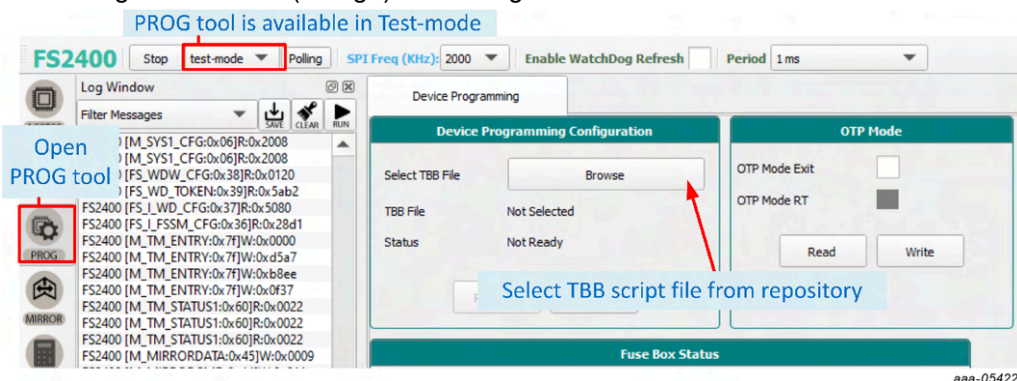 PROG tool is available in Test-mode
FS2400 Stop test-mode Polling SPI Freq (KHz): 2000 Enable WatchDog Refresh Period 1 ms
Log Window
Filter Messages SAVE CLEAR RUN
[M_SYS1_CFG:0x06]R:0x2008
[M_SYS1_CFG:0x06]R:0x2008
[FS_WDW_CFG:0x38]R:0x0120
[FS_WD_TOKEN:0x39]R:0x5ab2
FS2400 [FS_I_WD_CFG:0x37]R:0x5080
FS2400 [FS_I_FSSM_CFG:0x36]R:0x28d1
FS2400 [M_TM_ENTRY:0x7f]W:0x0000
FS2400 [M_TM_ENTRY:0x7f]W:0xd5a7
FS2400 [M_TM_ENTRY:0x7f]W:0xb8ee
FS2400 [M_TM_ENTRY:0x7f]W:0x0f37
FS2400 [M_TM_STATUS1:0x60]R:0x0022
FS2400 [M_TM_STATUS1:0x60]R:0x0022
FS2400 [M_TM_STATUS1:0x60]R:0x0022
FS2400 [M_MIRRORDATA:0x45]W:0x0009
Open
PROG tool
PROG
MIRROR
Device Programming
Device Programming Configuration
Select TBB File Browse
TBB File Not Selected
Status Not Ready
Select TBB script file from repository
OTP Mode
OTP Mode Exit
OTP Mode RT
Read Write
Fuse Box Status
aaa-05422